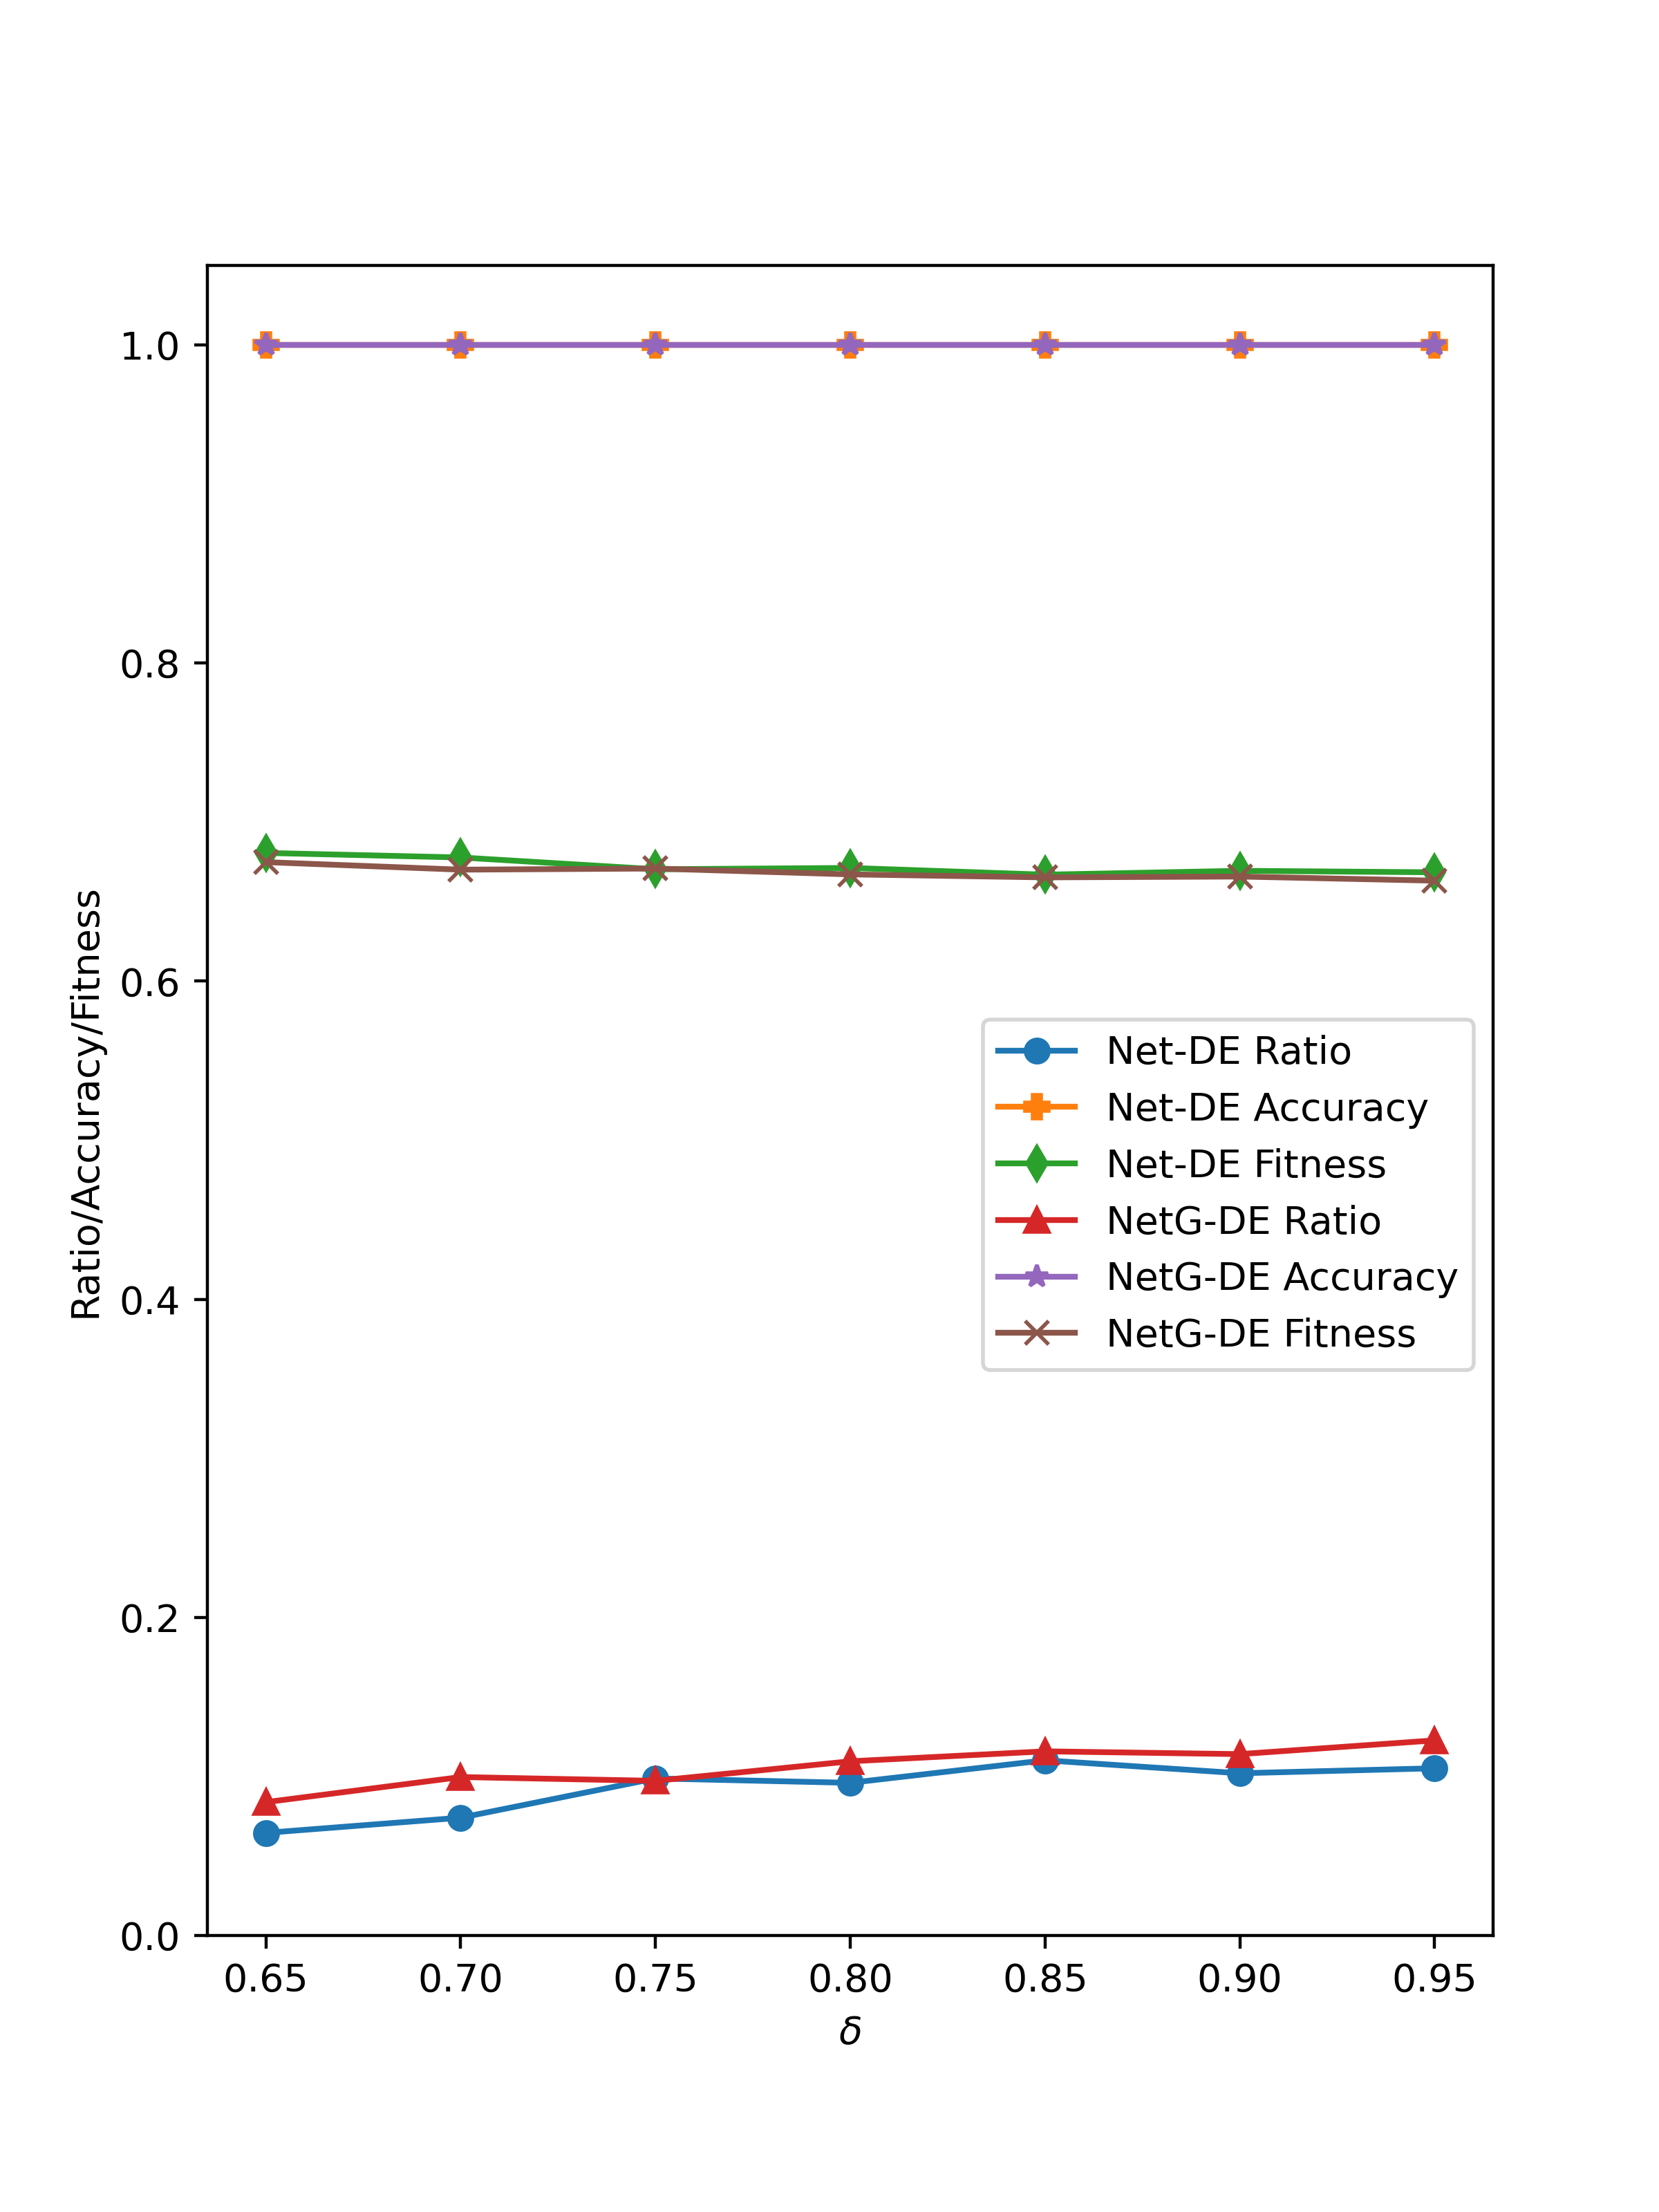 1.0
0.8
0.6
0.4
0.2
0.0
Ratio/Accuracy/Fitness
Net-DE Ratio
Net-DE Accuracy
Net-DE Fitness
NetG-DE Ratio
NetG-DE Accuracy
NetG-DE Fitness
0.65 0.70 0.75 0.80 0.85 0.90 0.95
δ